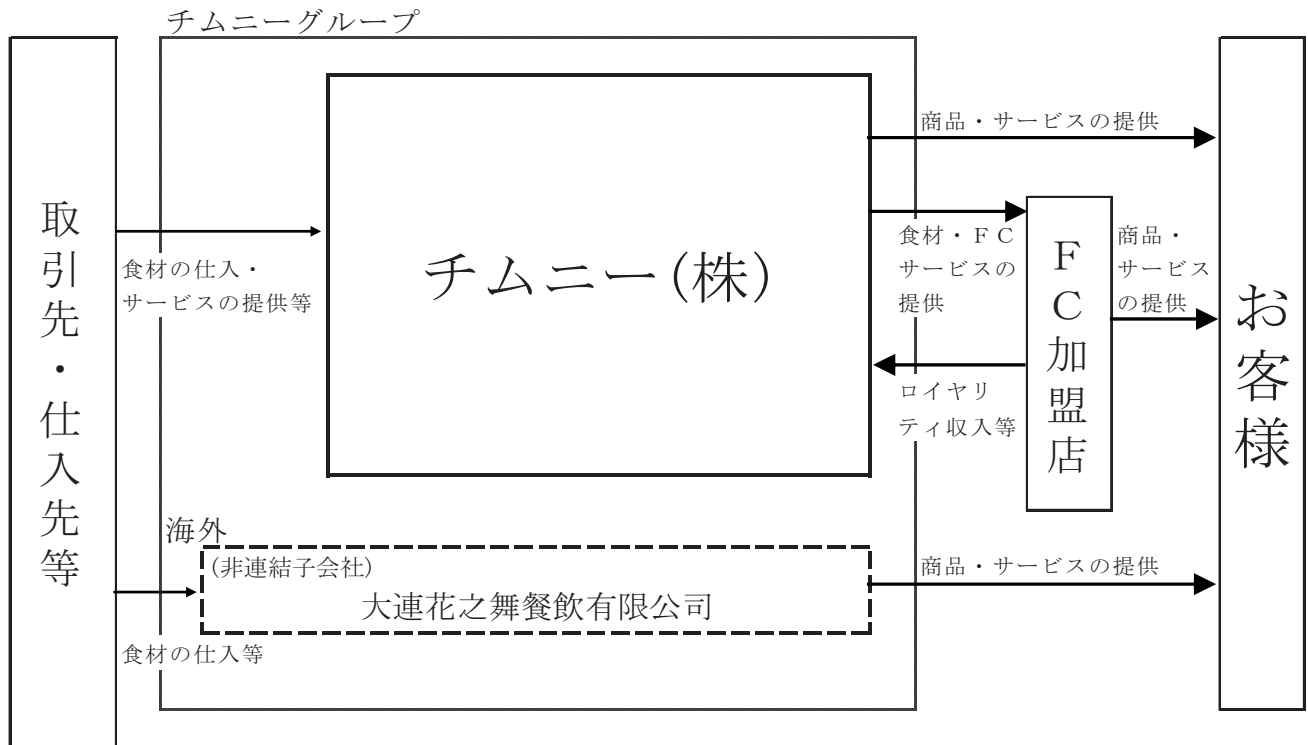 チムニーグループ
取引先・仕入先等
食材の仕入・
サービスの提供等
チムニー(株)
商品・サービスの提供
食材・ＦＣ
サービスの
提供
ロイヤリ
ティ収入等
ＦＣ加盟店
商品・
サービス
の提供
お客様
海外
(非連結子会社)
大連花之舞餐飲有限公司
食材の仕入等
商品・サービスの提供